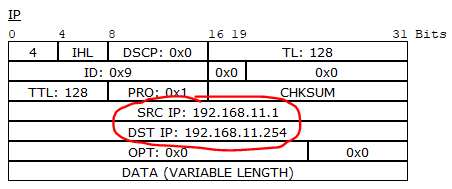 IP
0 4 8 16 19 31 Bits
4 IHL DSCP: 0x0 TL: 128
ID: 0x9 0x0 0x0
TTL: 128 PRO: 0x1 CHKSUM
SRC IP: 192.168.11.1
DST IP: 192.168.11.254
OPT: 0x0 0x0
DATA (VARIABLE LENGTH)